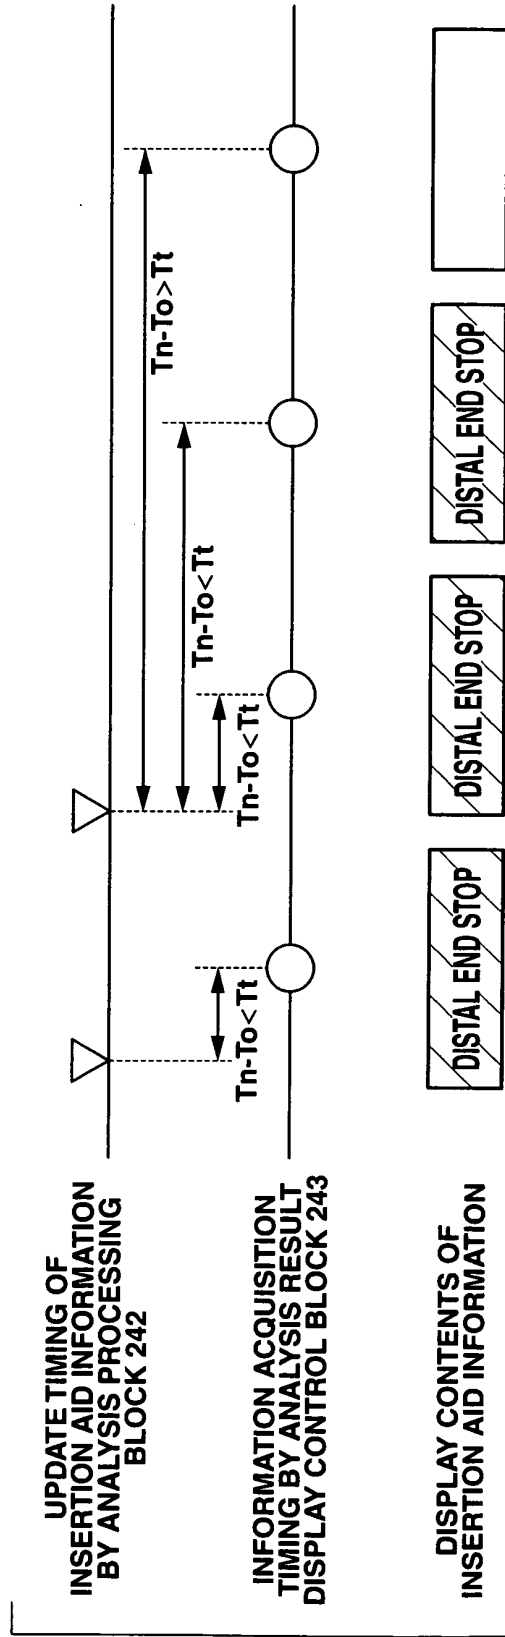 UPDATE TIMING OF
INSERTION AID INFORMATION
BY ANALYSIS PROCESSING
BLOCK 242
Tn-To<Tt
Tn-To<Tt
Tn-To<Tt
Tn-To>Tt
INFORMATION ACQUISITION
TIMING BY ANALYSIS RESULT
DISPLAY CONTROL BLOCK 243
DISPLAY CONTENTS OF
INSERTION AID INFORMATION
DISTAL END STOP
DISTAL END STOP
DISTAL END STOP